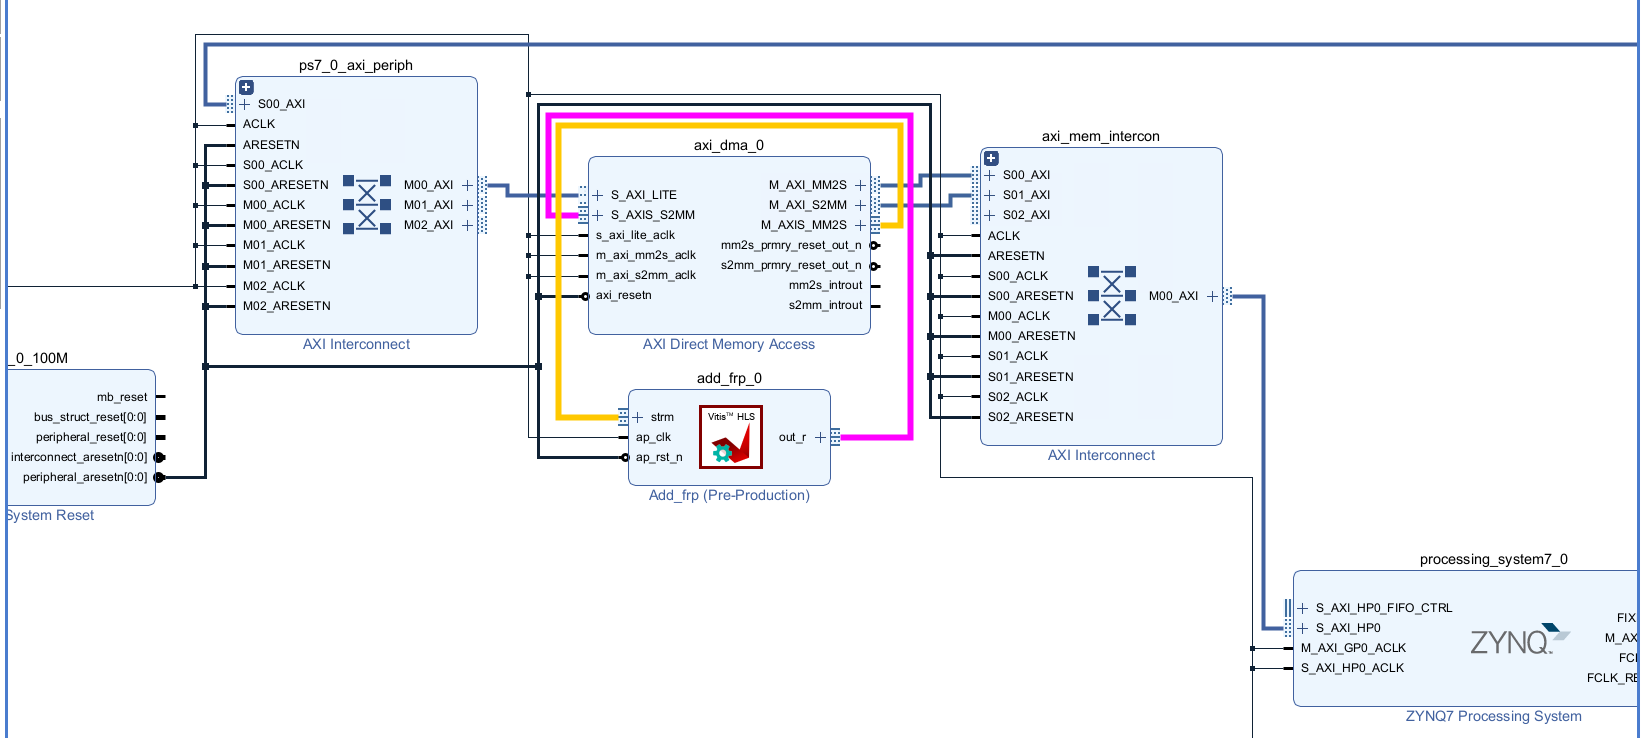 ps7_0_axi_periph
S00_AXI
ACLK
ARESETN
S00_ACLK
S00_ARESETN
M00_ACLK
M00_ARESETN
M01_ACLK
M01_ARESETN
M02_ACLK
M02_ARESETN
M00_AXI
M01_AXI
M02_AXI
AXI Interconnect
_0_100M
mb_reset
bus_struct_reset[0:0]
peripheral_reset[0:0]
interconnect_aresetn[0:0]
peripheral_aresetn[0:0]
System Reset
axi_dma_0
S_AXI_LITE
S_AXIS_S2MM
s_axi_lite_aclk
m_axi_mm2s_aclk
m_axi_s2mm_aclk
axi_resetn
M_AXI_MM2S
M_AXI_S2MM
M_AXIS_MM2S
mm2s_prmry_reset_out_n
s2mm_prmry_reset_out_n
mm2s_introut
s2mm_introut
AXI Direct Memory Access
add_frp_0
strm
ap_clk
ap_rst_n
Vitis™ HLS
out_r
Add_frp (Pre-Production)
axi_mem_intercon
S00_AXI
S01_AXI
S02_AXI
ACLK
ARESETN
S00_ACLK
S00_ARESETN
M00_ACLK
M00_ARESETN
S01_ACLK
S01_ARESETN
S02_ACLK
S02_ARESETN
M00_AXI
AXI Interconnect
processing_system7_0
S_AXI_HP0_FIFO_CTRL
S_AXI_HP0
M_AXI_GP0_ACLK
S_AXI_HP0_ACLK
ZYNQ
FIX
M_AX
FCL
FCLK_RE
ZYNQ7 Processing System